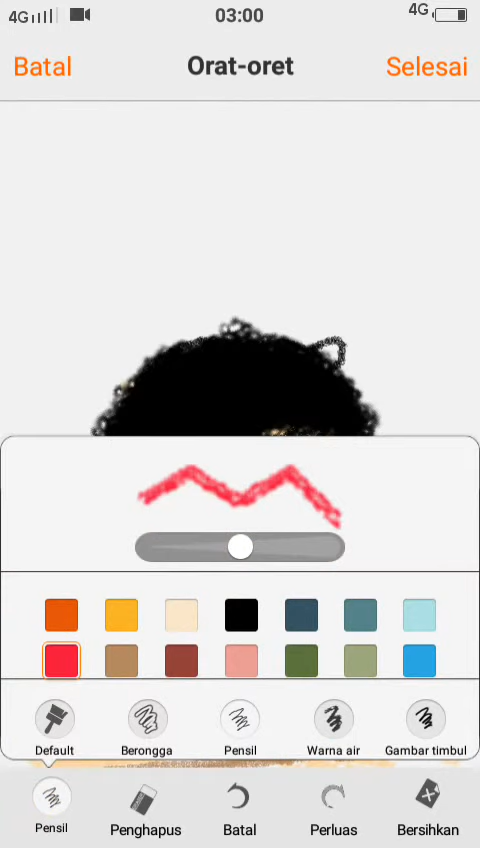 4G 03:00 4G
Batal Orat-oret Selesai
Default Berongga Pensil Warna air Gambar timbul
Pensil Penghapus Batal Perluas Bersihkan